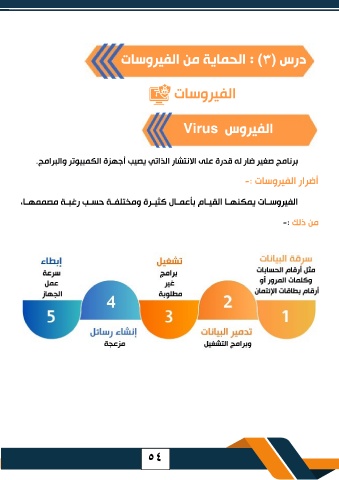 درس (٣) : الحماية من الفيروسات
الفيروسات
الفيروس Virus
برنامج صغير ضار له قدرة على الانتشار الذاتي يصيب أجهزة الكمبيوتر والبرامج.
أضرار الفيروسات :-
الفيروسات يمكنها القيام بأعمال كثيرة ومختلفة حسب رغبة مصممها،
من ذلك :-
سرقة البيانات
مثل أرقام الحسابات
وكلمات المرور أو
أرقام بطاقات الإئتمان
1
2
تدمير البيانات
وبرامج التشغيل
تشغيل
برامج
غير
مطلوبة
3
4
إنشاء رسائل
مزعجة
إبطاء
سرعة
عمل
الجهاز
5
٥٤